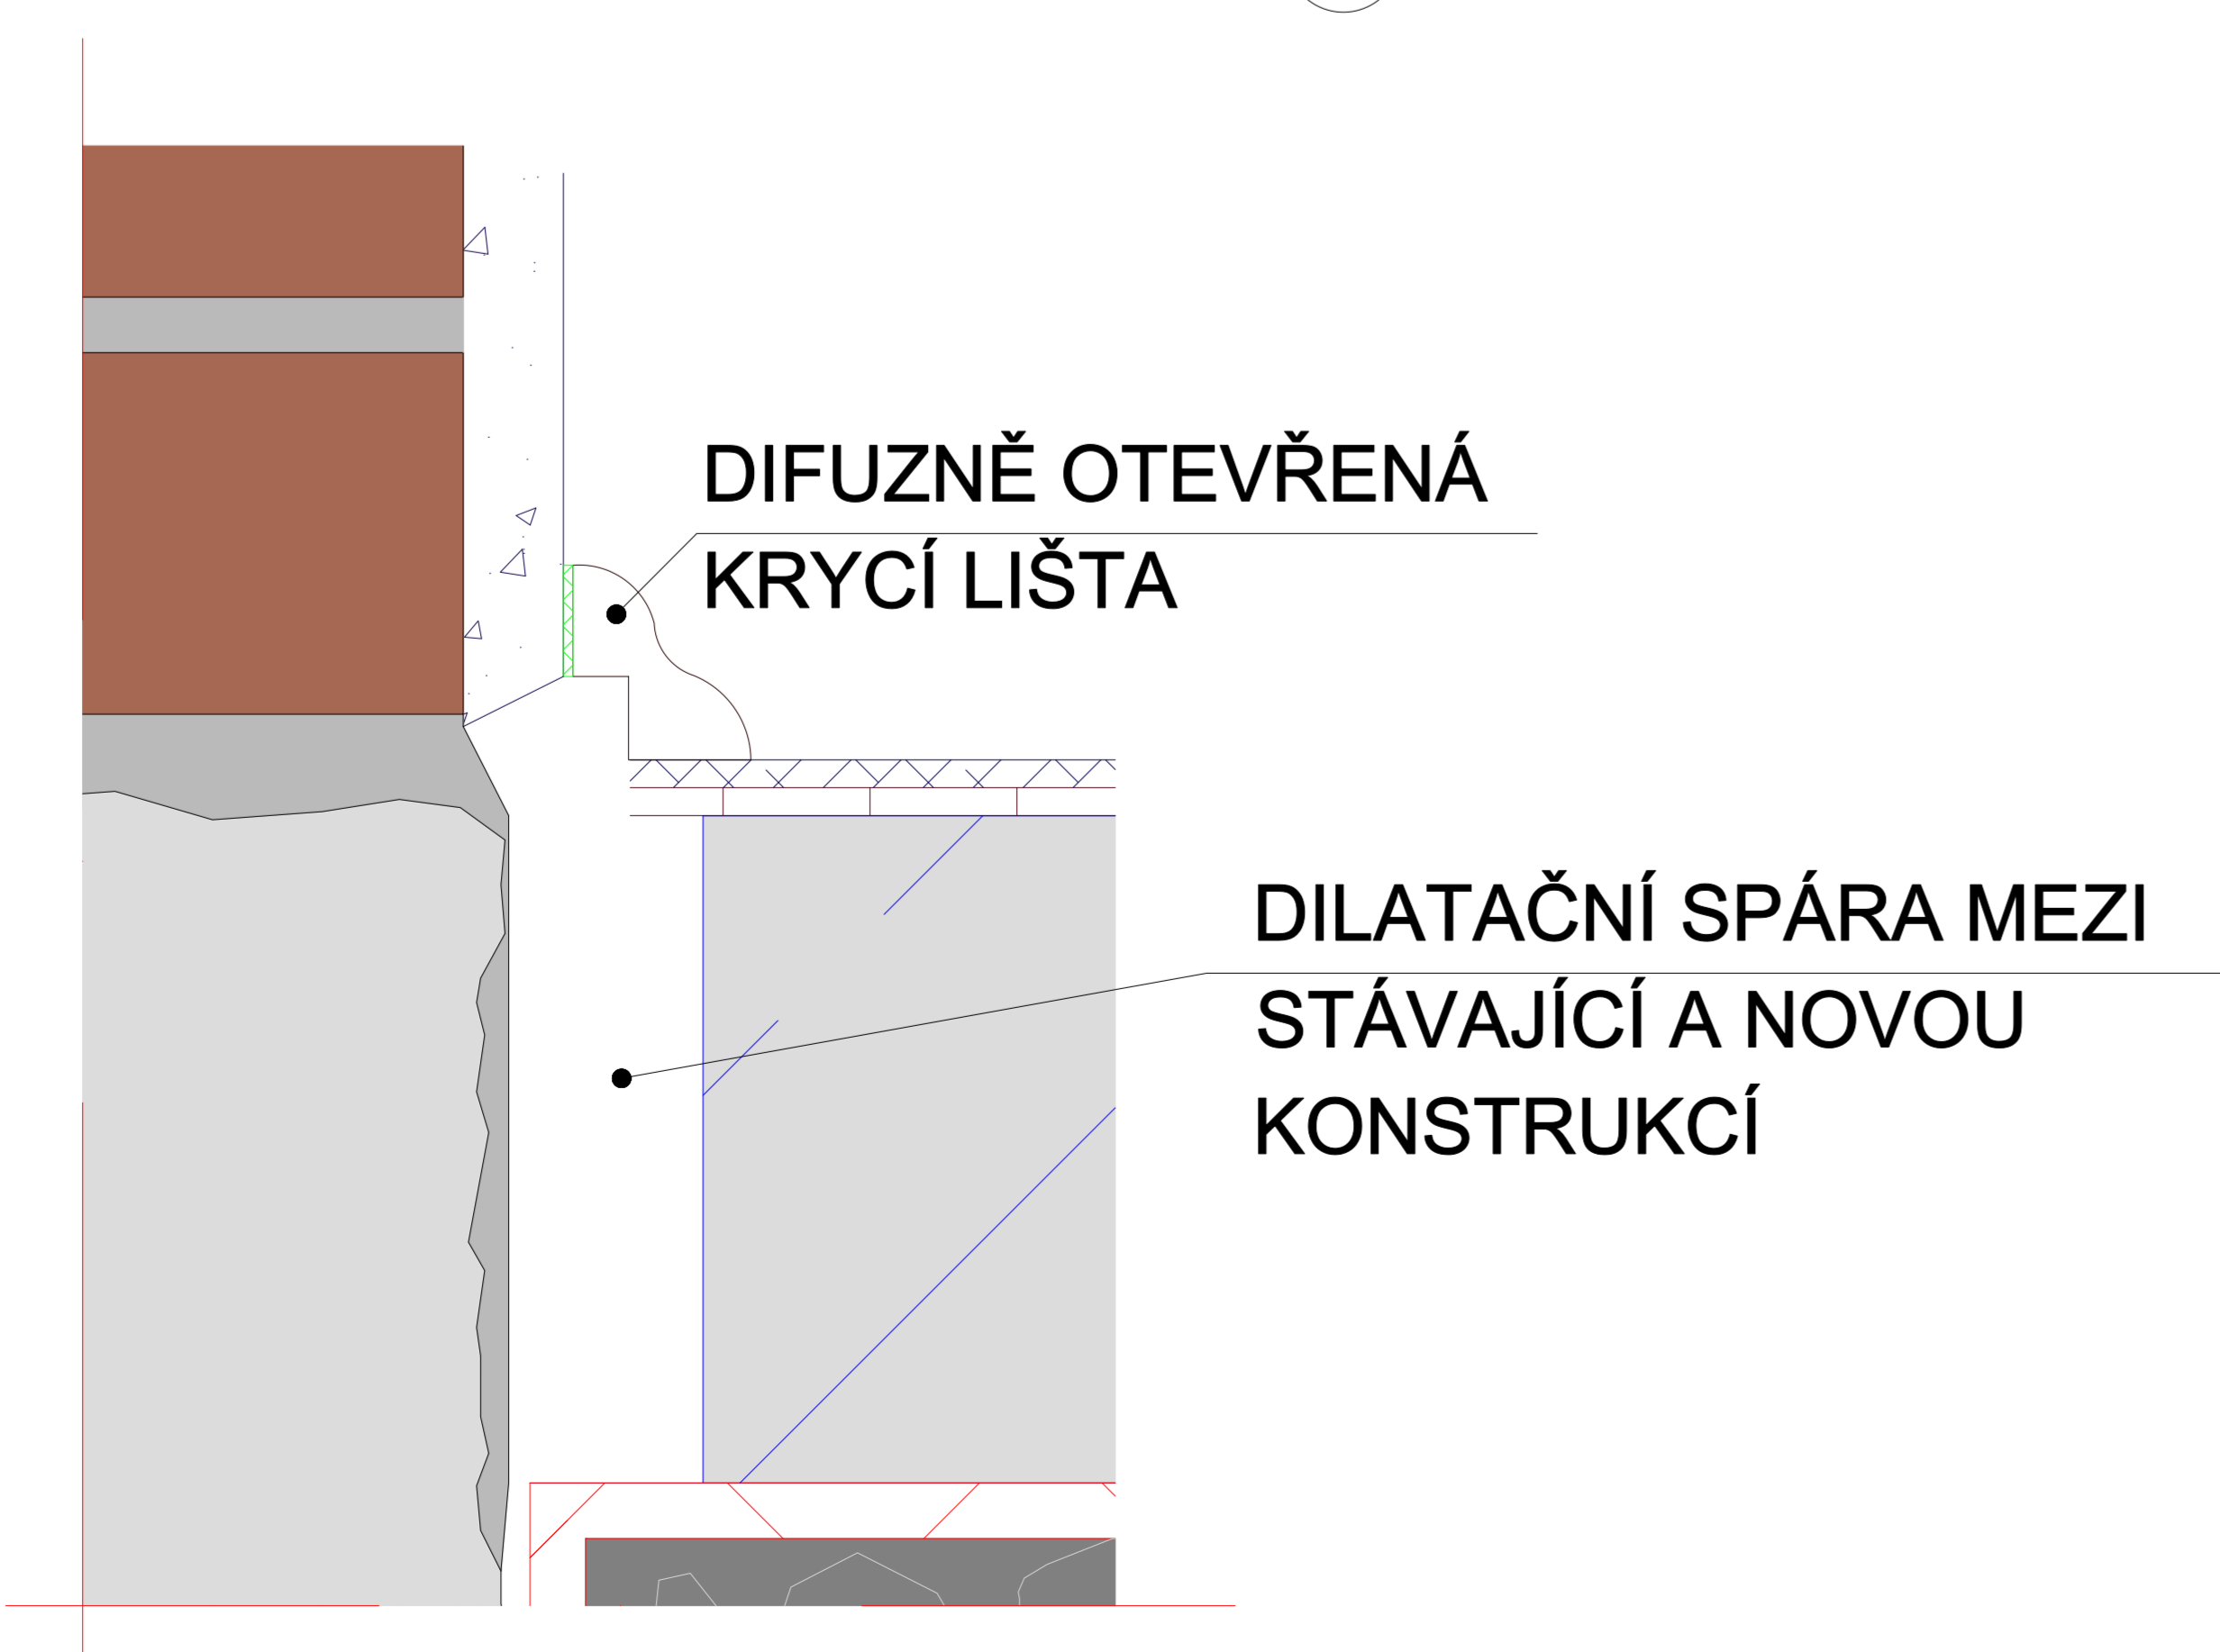 DIFUZNĚ OTEVŘENÁ
KRYCÍ LIŠTA
DILATAČNÍ SPÁRA MEZI
STÁVAJÍCÍ A NOVOU
KONSTRUKCÍ